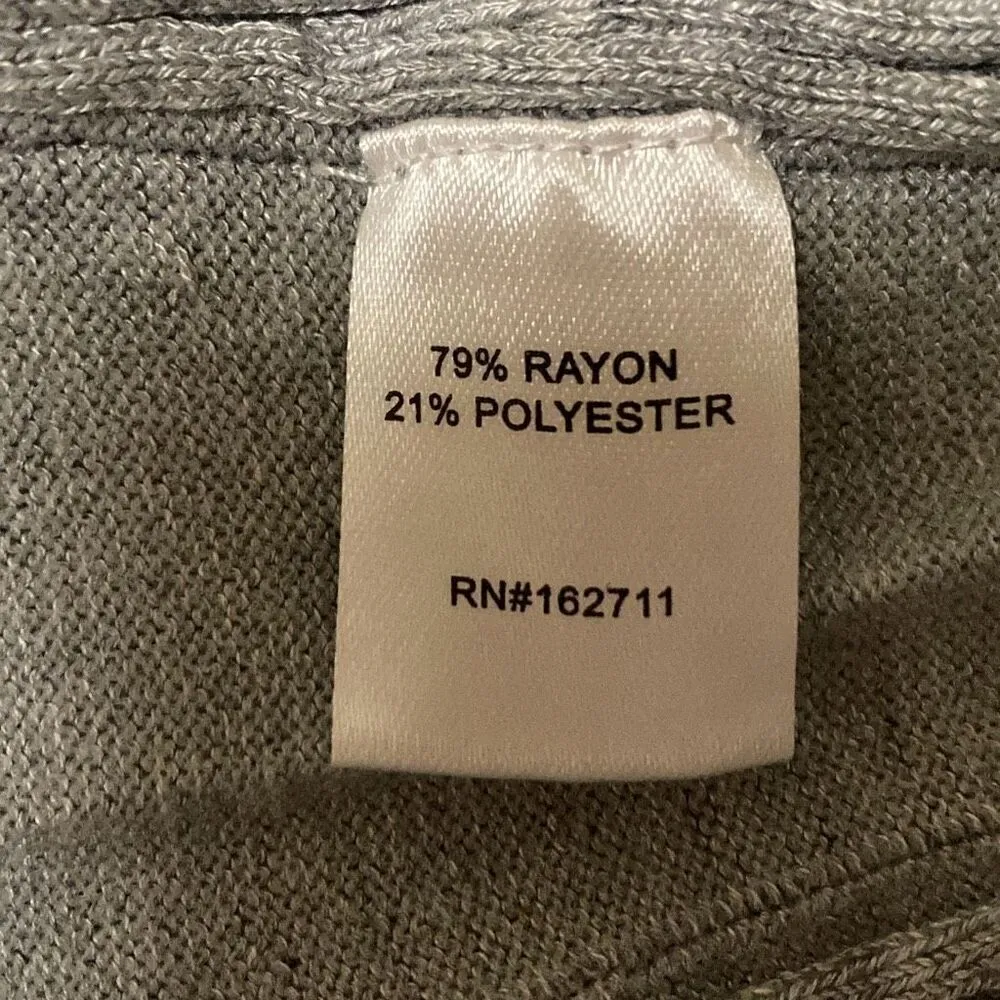 79% RAYON
21% POLYESTER
RN#162711